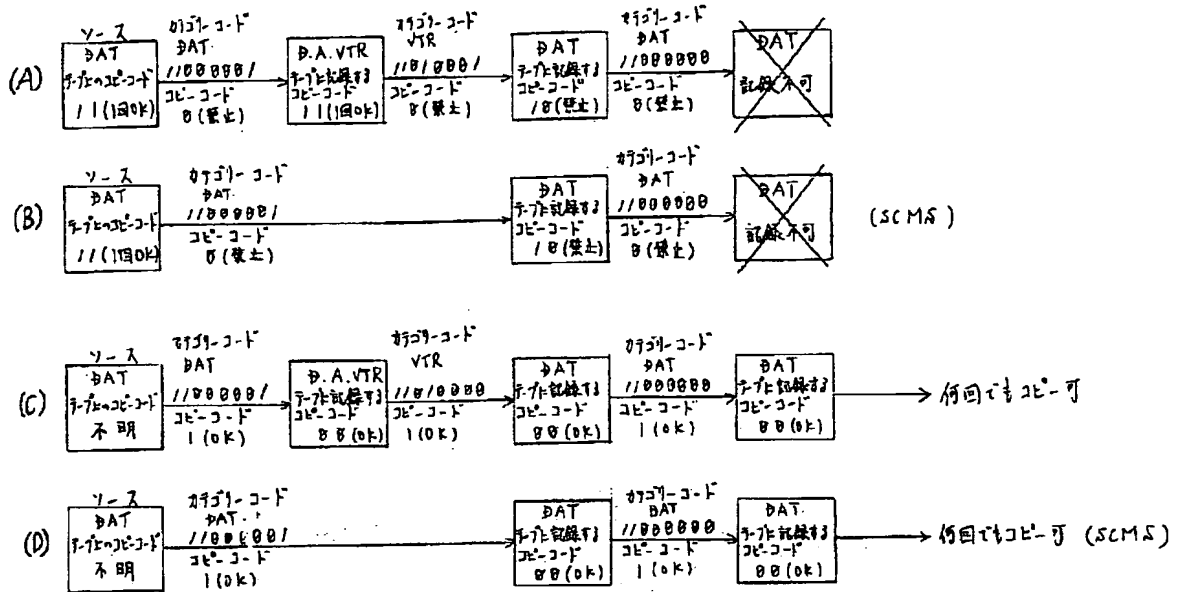 (A)
ソース
DAT
テープ上のコピーコード
11(1回OK)
カテゴリーコード
DAT
1100001
コピーコード
0(禁止)
D.A.VTR
テープに記録する
コピーコード
11(1回OK)
カテゴリーコード
VTR
11010001
コピーコード
0(禁止)
DAT
テープに記録する
コピーコード
10(禁止)
カテゴリーコード
DAT
11000000
コピーコード
0(禁止)
DAT
記録不可
(B)
ソース
DAT
テープ上のコピーコード
11(1回OK)
カテゴリーコード
DAT.
11000001
コピーコード
0(禁止)
DAT
テープに記録する
コピーコード
10(禁止)
カテゴリーコード
DAT
11000000
コピーコード
0(禁止)
DAT
記録不可
(SCMS)
(C)
ソース
DAT
テープ上のコピーコード
不明
カテゴリーコード
DAT
11000001
コピーコード
1(OK)
D.A.VTR
テープに記録する
コピーコード
00(OK)
カテゴリーコード
VTR
11010000
コピーコード
1(OK)
DAT
テープに記録する
コピーコード
00(OK)
カテゴリーコード
DAT
11000000
コピーコード
1(OK)
DAT
テープに記録する
コピーコード
00(OK)
何回でもコピー可
(D)
ソース
DAT
テープ上のコピーコード
不明
カテゴリーコード
DAT.
11000001
コピーコード
1(OK)
DAT
テープに記録する
コピーコード
00(OK)
カテゴリーコード
DAT
11000000
コピーコード
1(OK)
DAT.
テープに記録する
コピーコード
00(OK)
何回でもコピー可 (SCMS)